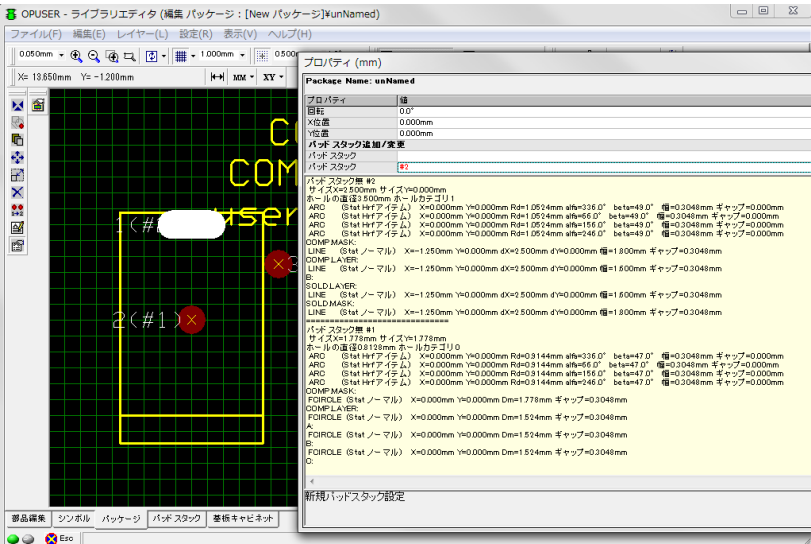 OPUSER - ライブラリエディタ (編集 パッケージ : [New パッケージ]¥unNamed)
ファイル(F) 編集(E) レイヤー(L) 設定(R) 表示(V) ヘルプ(H)
0.050mm 1.000mm 0.500
X= 13.650mm Y= -1.200mm MM XY
COM
user
1(#
2(#1)
プロパティ (mm)
Package Name: unNamed
プロパティ 値
回転 0.0°
X位置 0.000mm
Y位置 0.000mm
パッド スタック追加/変更
パッド スタック
パッド スタック #2
パッド スタック無 #2
サイズX=2.500mm サイズY=0.000mm
ホールの直径3.500mm ホールカテゴリ1
ARC (Stat Hrfアイテム) X=0.000mm Y=0.000mm Rd=1.0524mm alfa=336.0° beta=49.0° 幅=0.3048mm ギャップ=0.000mm
ARC (Stat Hrfアイテム) X=0.000mm Y=0.000mm Rd=1.0524mm alfa=66.0° beta=49.0° 幅=0.3048mm ギャップ=0.000mm
ARC (Stat Hrfアイテム) X=0.000mm Y=0.000mm Rd=1.0524mm alfa=156.0° beta=49.0° 幅=0.3048mm ギャップ=0.000mm
ARC (Stat Hrfアイテム) X=0.000mm Y=0.000mm Rd=1.0524mm alfa=246.0° beta=49.0° 幅=0.3048mm ギャップ=0.000mm
COMP.MASK:
LINE (Stat ノーマル) X=-1.250mm Y=0.000mm dX=2.500mm dY=0.000mm 幅=1.800mm ギャップ=0.3048mm
COMP.LAYER:
LINE (Stat ノーマル) X=-1.250mm Y=0.000mm dX=2.500mm dY=0.000mm 幅=1.600mm ギャップ=0.3048mm
B:
SOLD.LAYER:
LINE (Stat ノーマル) X=-1.250mm Y=0.000mm dX=2.500mm dY=0.000mm 幅=1.600mm ギャップ=0.3048mm
SOLD.MASK:
LINE (Stat ノーマル) X=-1.250mm Y=0.000mm dX=2.500mm dY=0.000mm 幅=1.800mm ギャップ=0.3048mm
==============================
パッド スタック無 #1
サイズX=1.778mm サイズY=1.778mm
ホールの直径0.8128mm ホールカテゴリ0
ARC (Stat Hrfアイテム) X=0.000mm Y=0.000mm Rd=0.9144mm alfa=336.0° beta=47.0° 幅=0.3048mm ギャップ=0.000mm
ARC (Stat Hrfアイテム) X=0.000mm Y=0.000mm Rd=0.9144mm alfa=66.0° beta=47.0° 幅=0.3048mm ギャップ=0.000mm
ARC (Stat Hrfアイテム) X=0.000mm Y=0.000mm Rd=0.9144mm alfa=156.0° beta=47.0° 幅=0.3048mm ギャップ=0.000mm
ARC (Stat Hrfアイテム) X=0.000mm Y=0.000mm Rd=0.9144mm alfa=246.0° beta=47.0° 幅=0.3048mm ギャップ=0.000mm
COMP.MASK:
FCIRCLE (Stat ノーマル) X=0.000mm Y=0.000mm Dm=1.778mm ギャップ=0.3048mm
COMP.LAYER:
FCIRCLE (Stat ノーマル) X=0.000mm Y=0.000mm Dm=1.524mm ギャップ=0.3048mm
A:
FCIRCLE (Stat ノーマル) X=0.000mm Y=0.000mm Dm=1.524mm ギャップ=0.3048mm
B:
FCIRCLE (Stat ノーマル) X=0.000mm Y=0.000mm Dm=1.524mm ギャップ=0.3048mm
C:
新規パッドスタック設定
部品編集 シンボル パッケージ パッド スタック 基板キャビネット
Esc